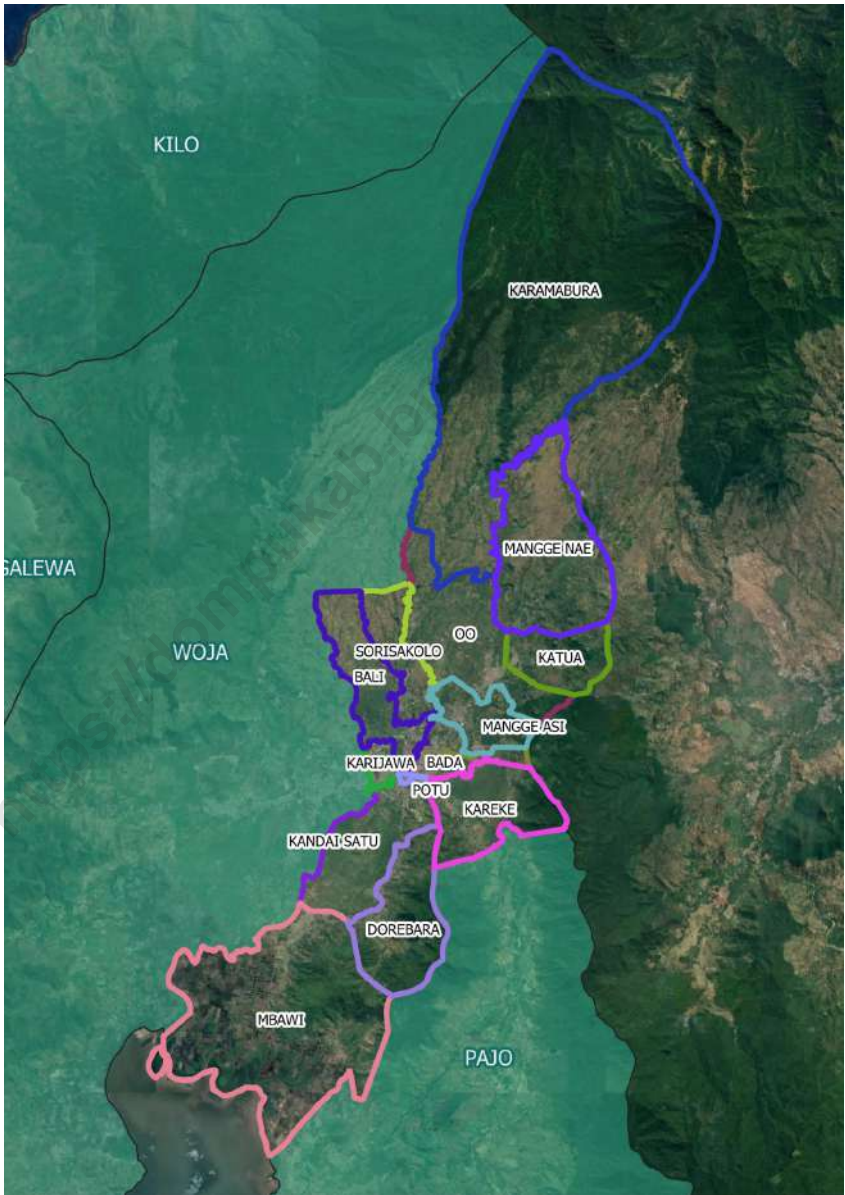 KILO
KARAMABURA
MANGGE NAE
GALEWA
OO
WOJA
SORISAKOLO
KATUA
BALI
MANGGE ASI
KARIJAWA
BADA
POTU
KAREKE
KANDAI SATU
DOREBARA
MBAWI
PAJO